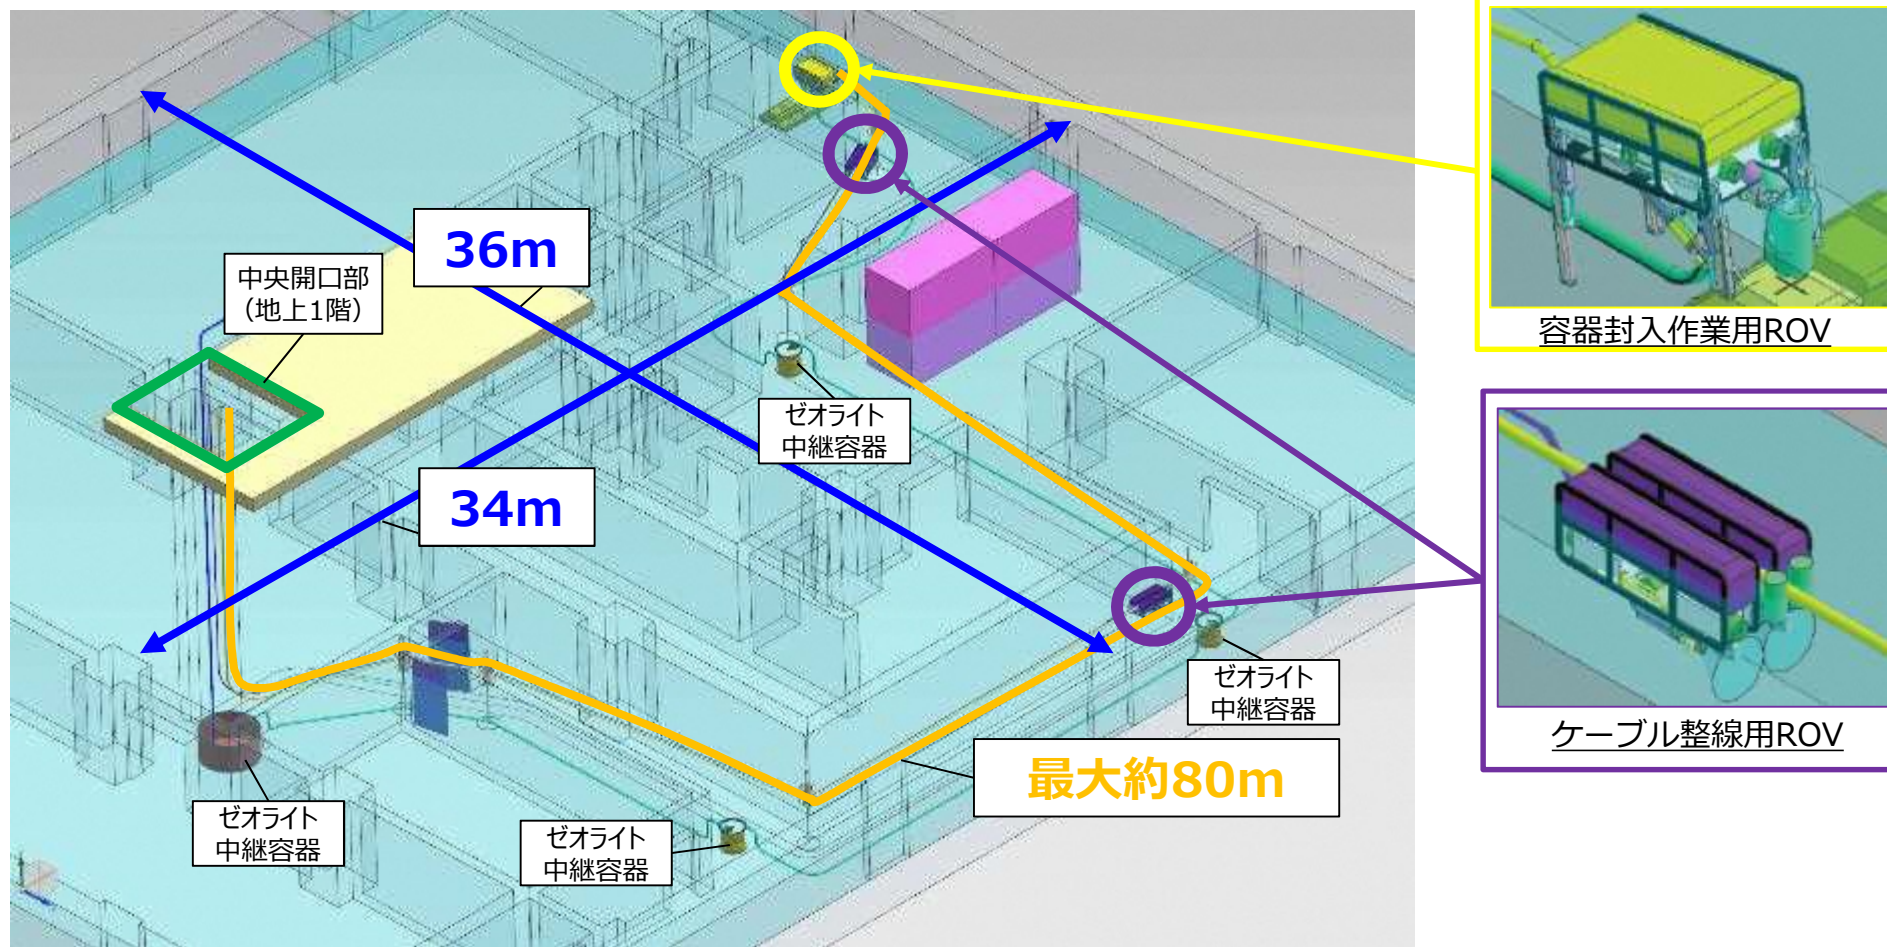 36m
中央開口部
（地上1階）
容器封入作業用ROV
ゼオライト
中継容器
34m
ゼオライト
中継容器
ケーブル整線用ROV
最大約80m
ゼオライト
中継容器
ゼオライト
中継容器